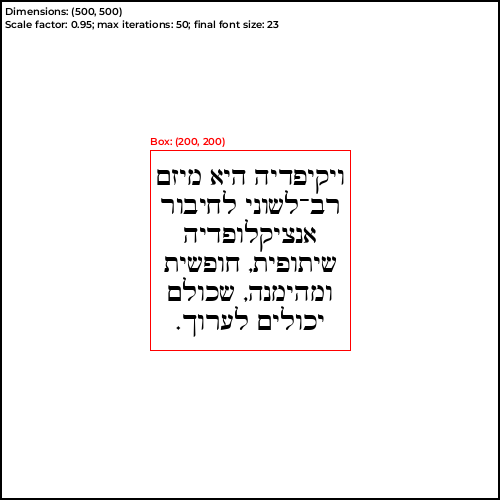 Dimensions: (500, 500)
Scale factor: 0.95; max iterations: 50; final font size: 23
Box: (200, 200)
ויקיפדיה היא מיזם
רב־לשוני לחיבור
אנציקלופדיה
שיתופית, חופשית
ומהימנה, שכולם
יכולים לערוך.